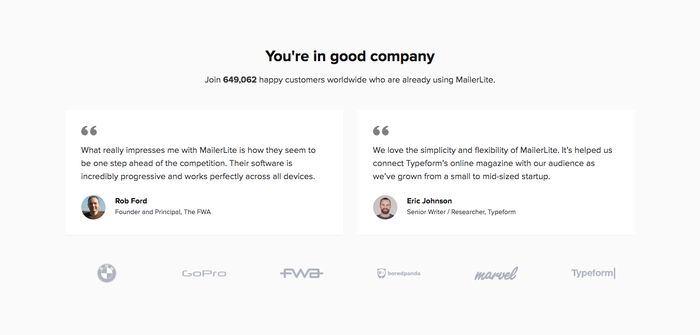 You're in good company
Join 649,062 happy customers worldwide who are already using MailerLite.
What really impresses me with MailerLite is how they seem to
be one step ahead of the competition. Their software is
incredibly progressive and works perfectly across all devices.
Rob Ford
Founder and Principal, The FWA
We love the simplicity and flexibility of MailerLite. It's helped us
connect Typeform's online magazine with our audience as
we've grown from a small to mid-sized startup.
Eric Johnson
Senior Writer / Researcher, Typeform
GoPro
FWA
boredpanda
marvel
Typeform